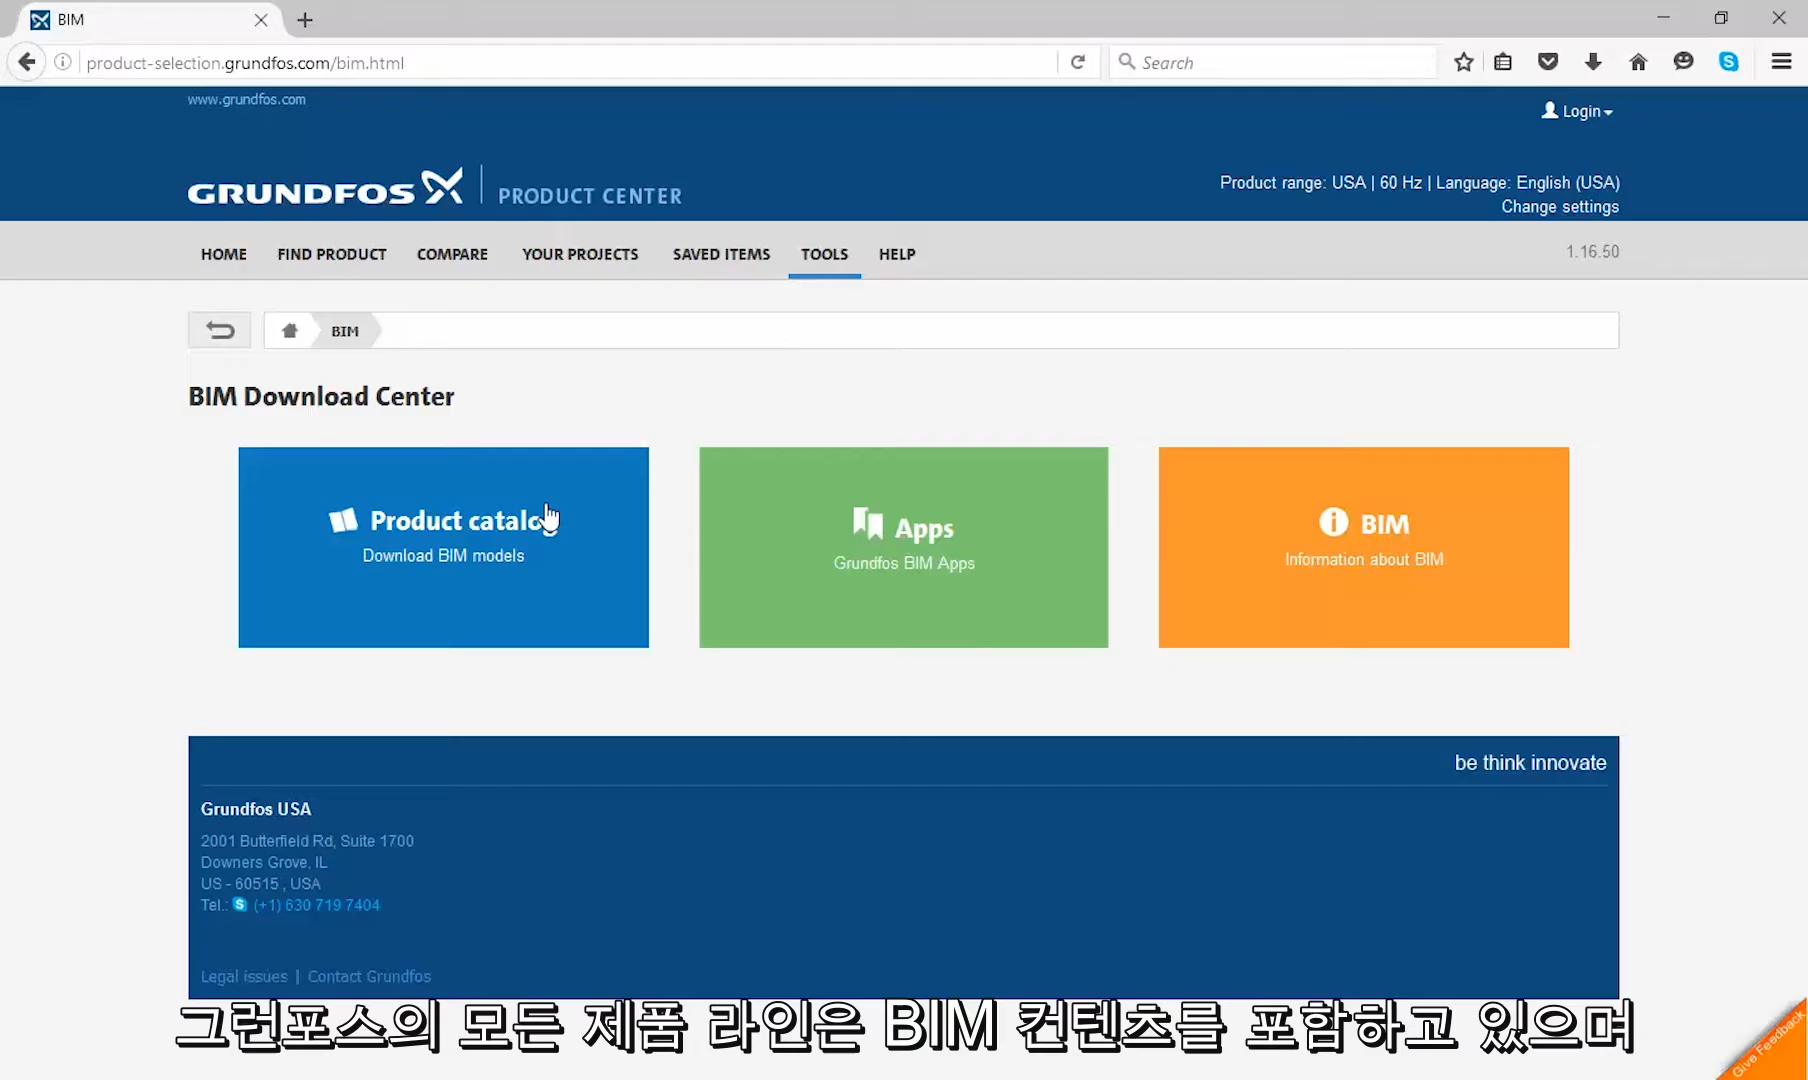 BIM
product-selection.grundfos.com/bim.html
Search
www.grundfos.com
Login
GRUNDFOS PRODUCT CENTER
Product range: USA | 60 Hz | Language: English (USA)
Change settings
HOME FIND PRODUCT COMPARE YOUR PROJECTS SAVED ITEMS TOOLS HELP 1.16.50
BIM
BIM Download Center
Product catalo
Download BIM models
Apps
Grundfos BIM Apps
BIM
Information about BIM
be think innovate
Grundfos USA
2001 Butterfield Rd, Suite 1700
Downers Grove, IL
US - 60515 , USA
Tel.: (+1) 630 719 7404
Legal issues | Contact Grundfos
그런포스의 모든 제품 라인은 BIM 컨텐츠를 포함하고 있으며
Give Feedback